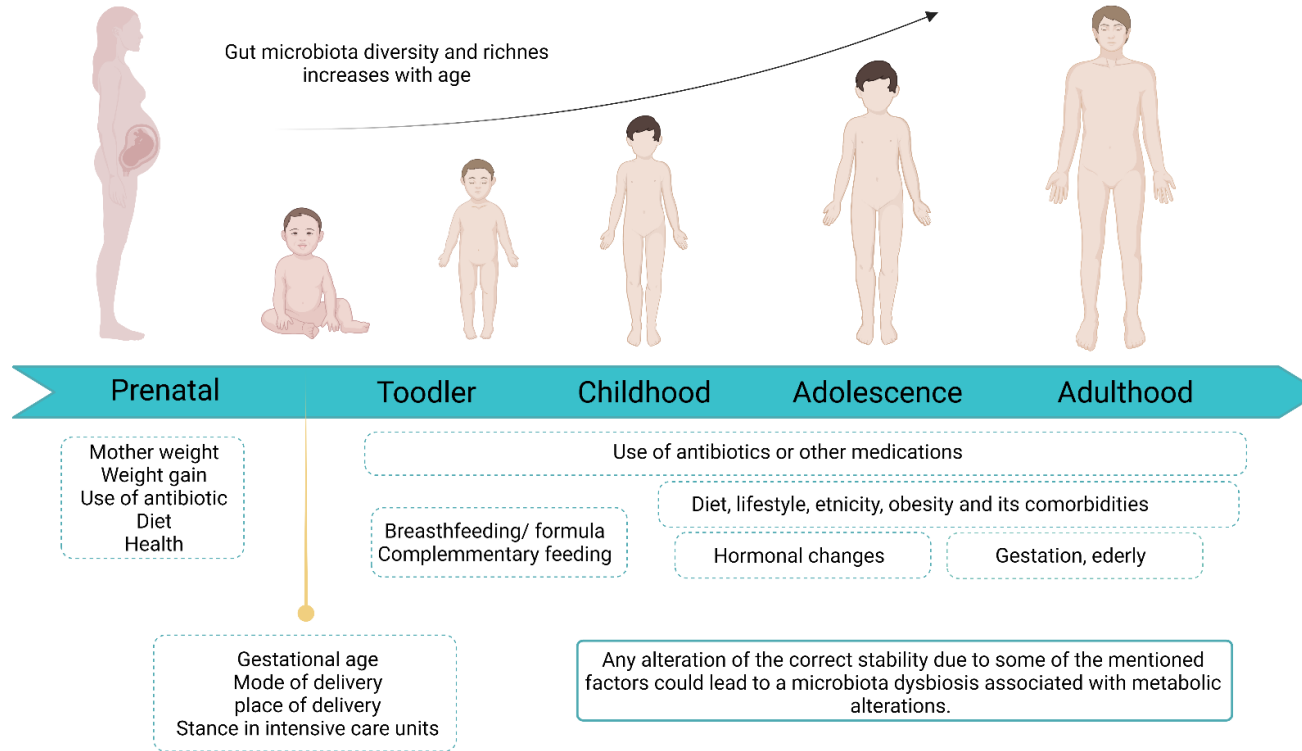 Gut microbiota diversity and richnes
increases with age
Prenatal
Toodler
Childhood
Adolescence
Adulthood
Mother weight
Weight gain
Use of antibiotic
Diet
Health
Use of antibiotics or other medications
Diet, lifestyle, etnicity, obesity and its comorbidities
Breasthfeeding/ formula
Complemmentary feeding
Hormonal changes
Gestation, ederly
Gestational age
Mode of delivery
place of delivery
Stance in intensive care units
Any alteration of the correct stability due to some of the mentioned
factors could lead to a microbiota dysbiosis associated with metabolic
alterations.